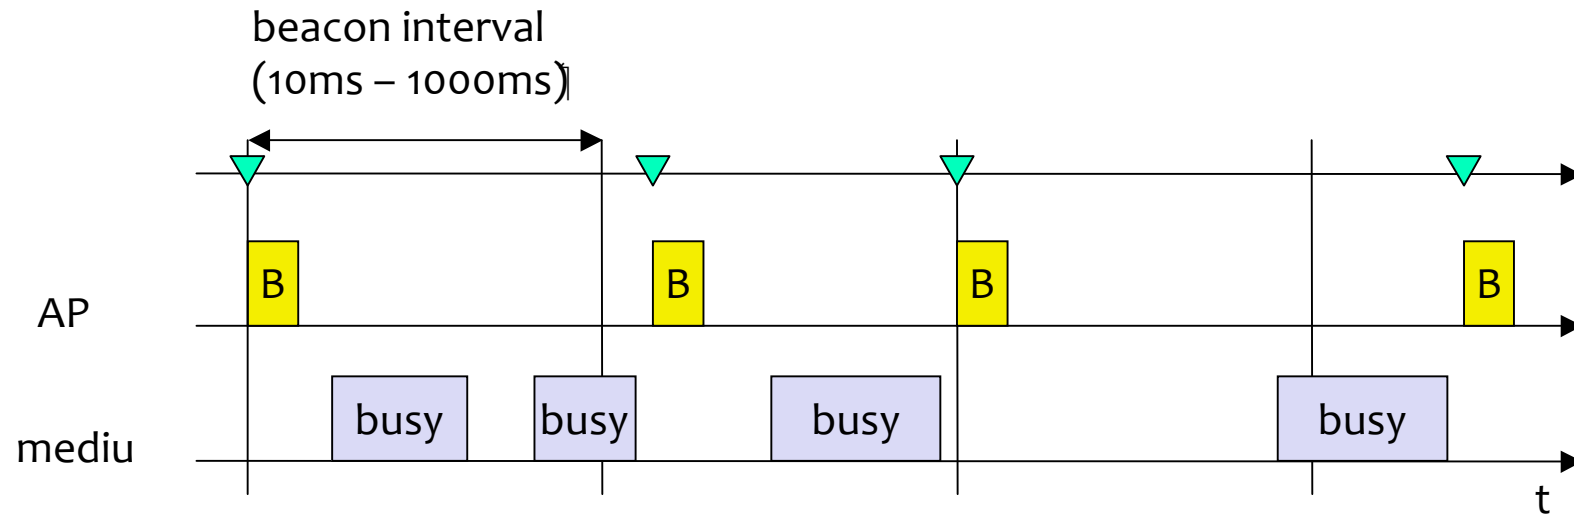 beacon interval
(10ms – 1000ms)
B B B B
AP
busy busy busy busy
mediu
t